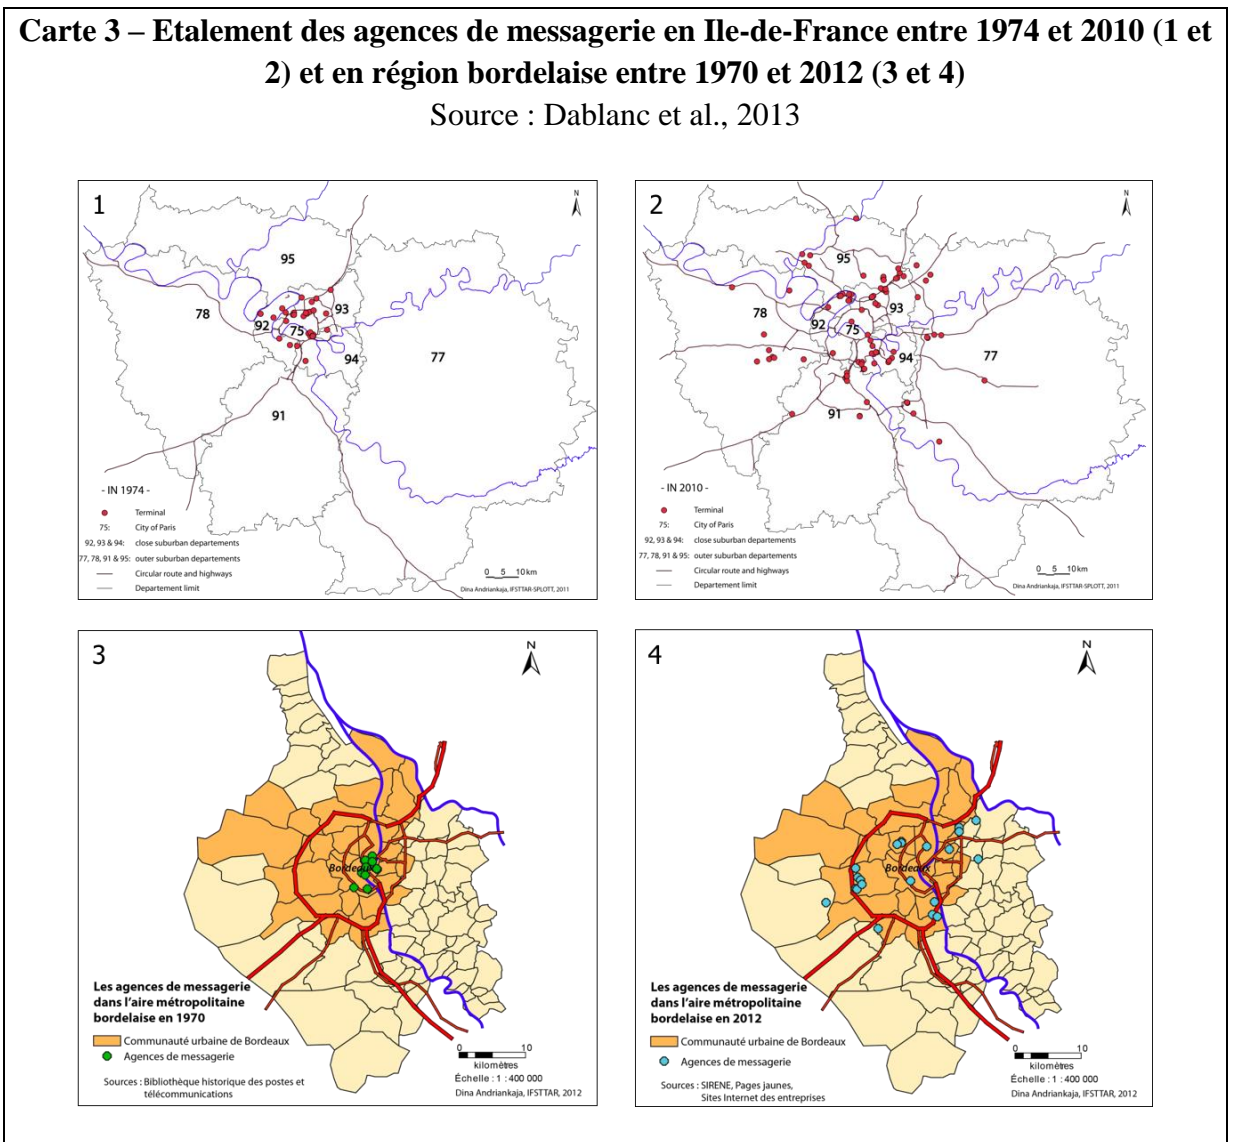 Carte 3 – Etalement des agences de messagerie en Ile-de-France entre 1974 et 2010 (1 et
2) et en région bordelaise entre 1970 et 2012 (3 et 4)
Source : Dablanc et al., 2013
1
N
95
78
93
92
75
94
77
91
- IN 1974 -
Terminal
75: City of Paris
92, 93 & 94: close suburban departements
77, 78, 91 & 95: outer suburban departements
Circular route and highways
Departement limit
0 5 10km
Dina Andriankaja, IFSTTAR-SPLOTT, 2011
2
N
95
78
93
92
75
94
77
91
- IN 2010 -
Terminal
75: City of Paris
92, 93 & 94: close suburban departements
77, 78, 91 & 95: outer suburban departements
Circular route and highways
Departement limit
0 5 10km
Dina Andriankaja, IFSTTAR-SPLOTT, 2011
3
N
Bordeaux
Les agences de messagerie
dans l'aire métropolitaine
bordelaise en 1970
Communauté urbaine de Bordeaux
Agences de messagerie
Sources : Bibliothèque historique des postes et
télécommunications
0 10
kilomètres
Échelle : 1 : 400 000
Dina Andriankaja, IFSTTAR, 2012
4
N
Bordeaux
Les agences de messagerie
dans l'aire métropolitaine
bordelaise en 2012
Communauté urbaine de Bordeaux
Agences de messagerie
Sources : SIRENE, Pages jaunes,
Sites Internet des entreprises
0 10
kilomètres
Échelle : 1 : 400 000
Dina Andriankaja, IFSTTAR, 2012